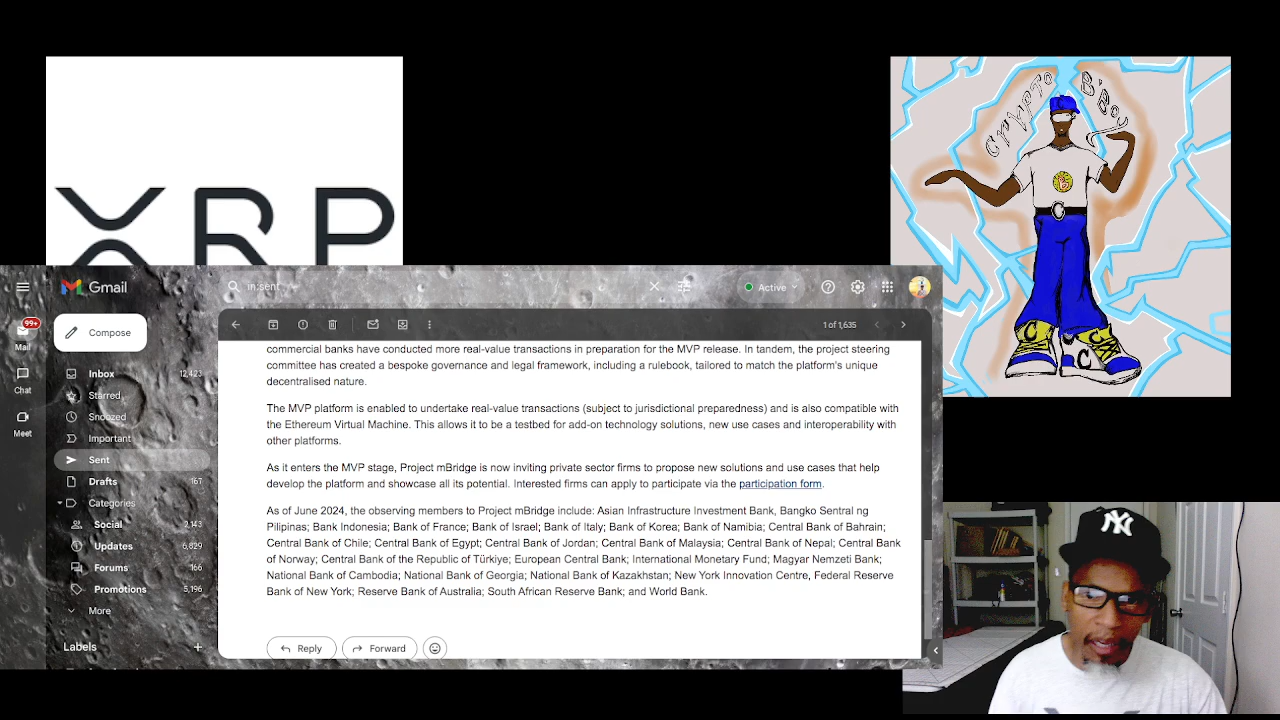 XRP
CRYPTO B'BOY
Gmail
in:sent
Active
Compose
1 of 1,635
99+
Mail
Chat
Meet
Inbox 12,423
Starred
Snoozed
Important
Sent
Drafts 167
Categories
Social 2,143
Updates 6,829
Forums 166
Promotions 5,196
More
Labels
commercial banks have conducted more real-value transactions in preparation for the MVP release. In tandem, the project steering
committee has created a bespoke governance and legal framework, including a rulebook, tailored to match the platform's unique
decentralised nature.
The MVP platform is enabled to undertake real-value transactions (subject to jurisdictional preparedness) and is also compatible with
the Ethereum Virtual Machine. This allows it to be a testbed for add-on technology solutions, new use cases and interoperability with
other platforms.
As it enters the MVP stage, Project mBridge is now inviting private sector firms to propose new solutions and use cases that help
develop the platform and showcase all its potential. Interested firms can apply to participate via the participation form.
As of June 2024, the observing members to Project mBridge include: Asian Infrastructure Investment Bank, Bangko Sentral ng
Pilipinas; Bank Indonesia; Bank of France; Bank of Israel; Bank of Italy; Bank of Korea; Bank of Namibia; Central Bank of Bahrain;
Central Bank of Chile; Central Bank of Egypt; Central Bank of Jordan; Central Bank of Malaysia; Central Bank of Nepal; Central Bank
of Norway; Central Bank of the Republic of Türkiye; European Central Bank; International Monetary Fund; Magyar Nemzeti Bank;
National Bank of Cambodia; National Bank of Georgia; National Bank of Kazakhstan; New York Innovation Centre, Federal Reserve
Bank of New York; Reserve Bank of Australia; South African Reserve Bank; and World Bank.
Reply
Forward
C
C
C
C
NY